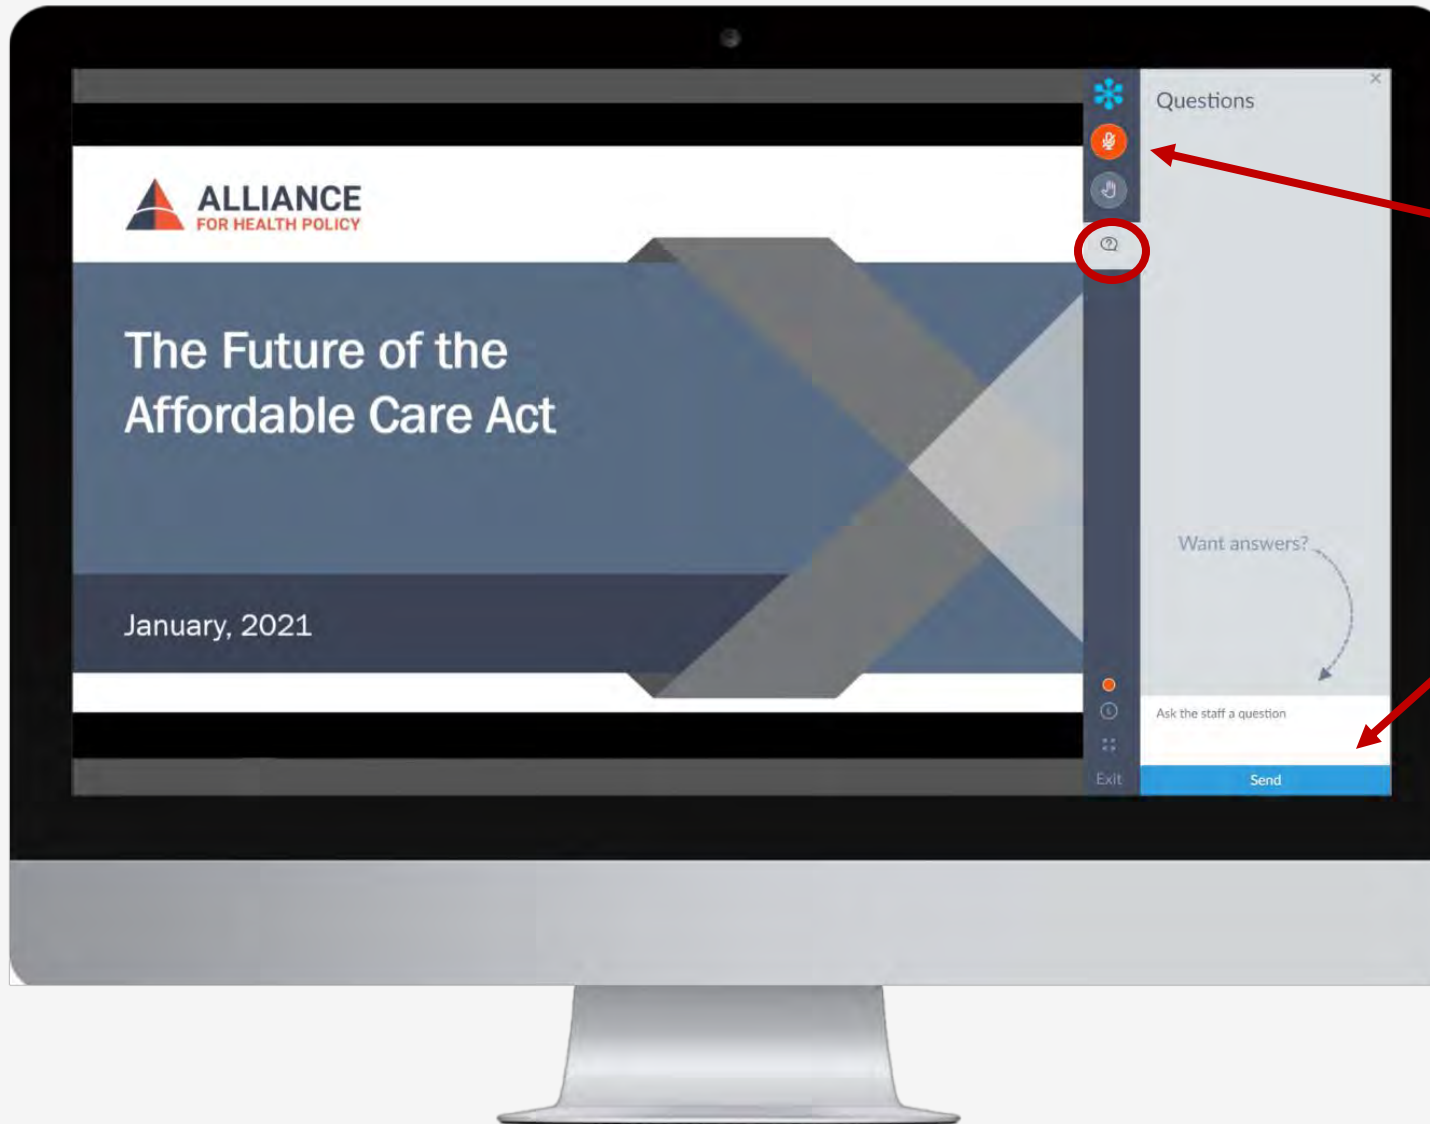 ALLIANCE
FOR HEALTH POLICY
The Future of the
Affordable Care Act
January, 2021
Questions
Want answers?
Ask the staff a question
Exit
Send